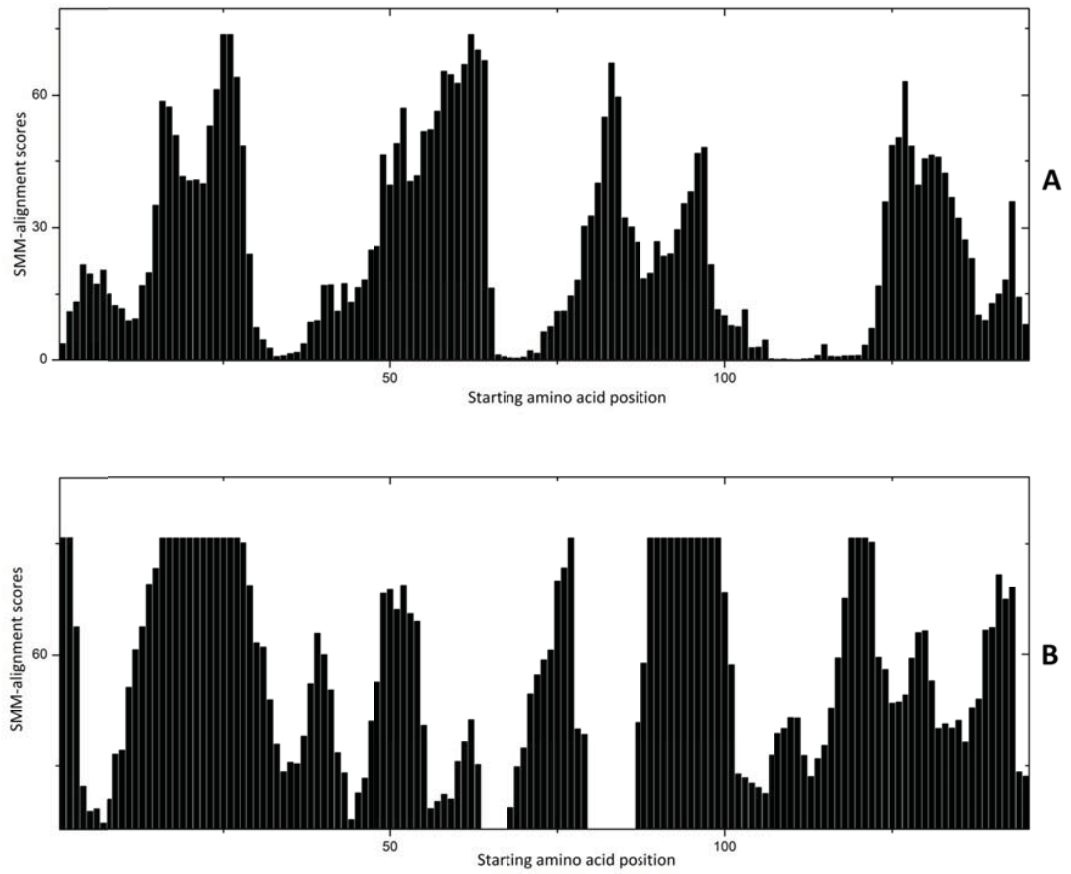 60
30
0
SMM-alignment scores
50
100
Starting amino acid position
A
60
SMM-alignment scores
50
100
Starting amino acid position
B